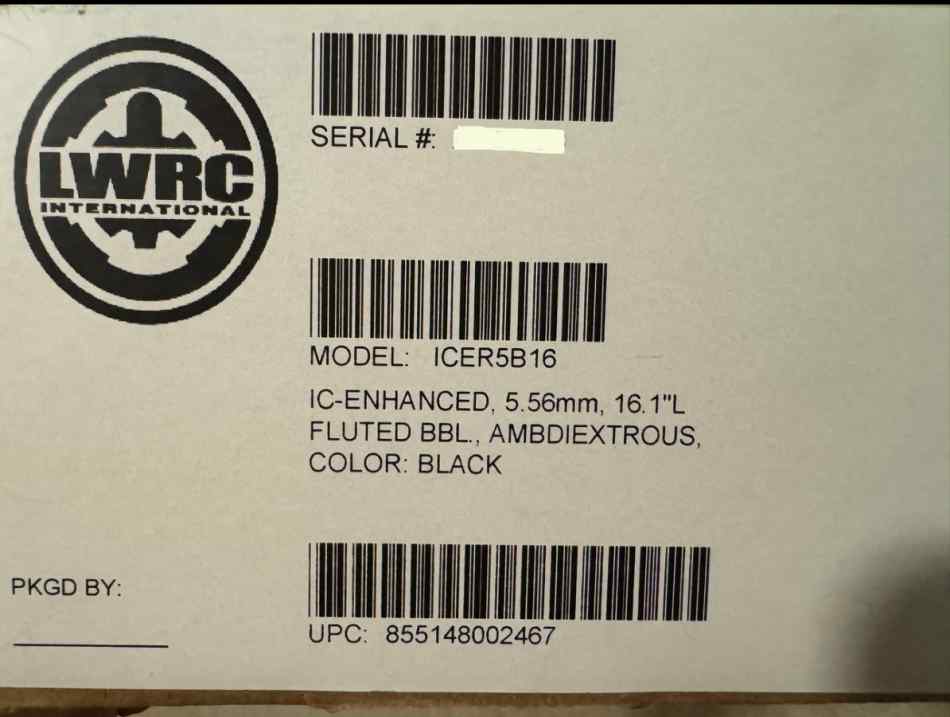 LWRC
INTERNATIONAL
SERIAL #:
MODEL: ICER5B16
IC-ENHANCED, 5.56mm, 16.1"L
FLUTED BBL., AMBDIEXTROUS,
COLOR: BLACK
PKGD BY:
UPC: 855148002467